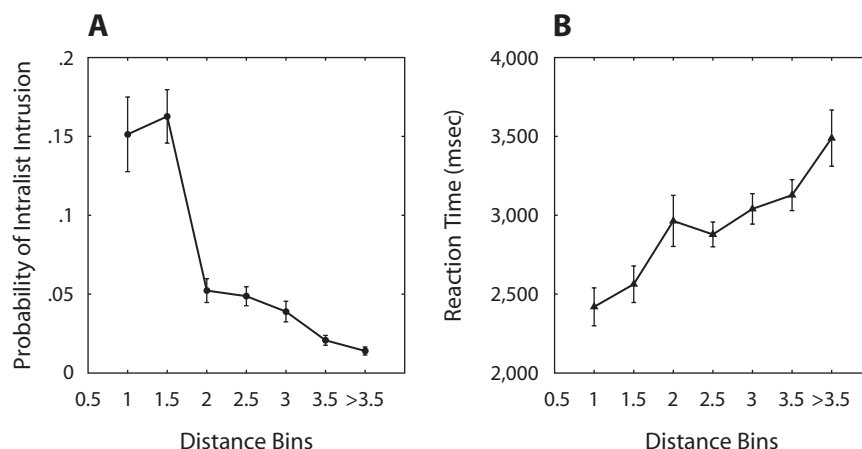 A
Probability of Intralist Intrusion
.2
.15
.1
.05
0
0.5 1 1.5 2 2.5 3 3.5 >3.5
Distance Bins
B
Reaction Time (msec)
4,000
3,500
3,000
2,500
2,000
0.5 1 1.5 2 2.5 3 3.5 >3.5
Distance Bins